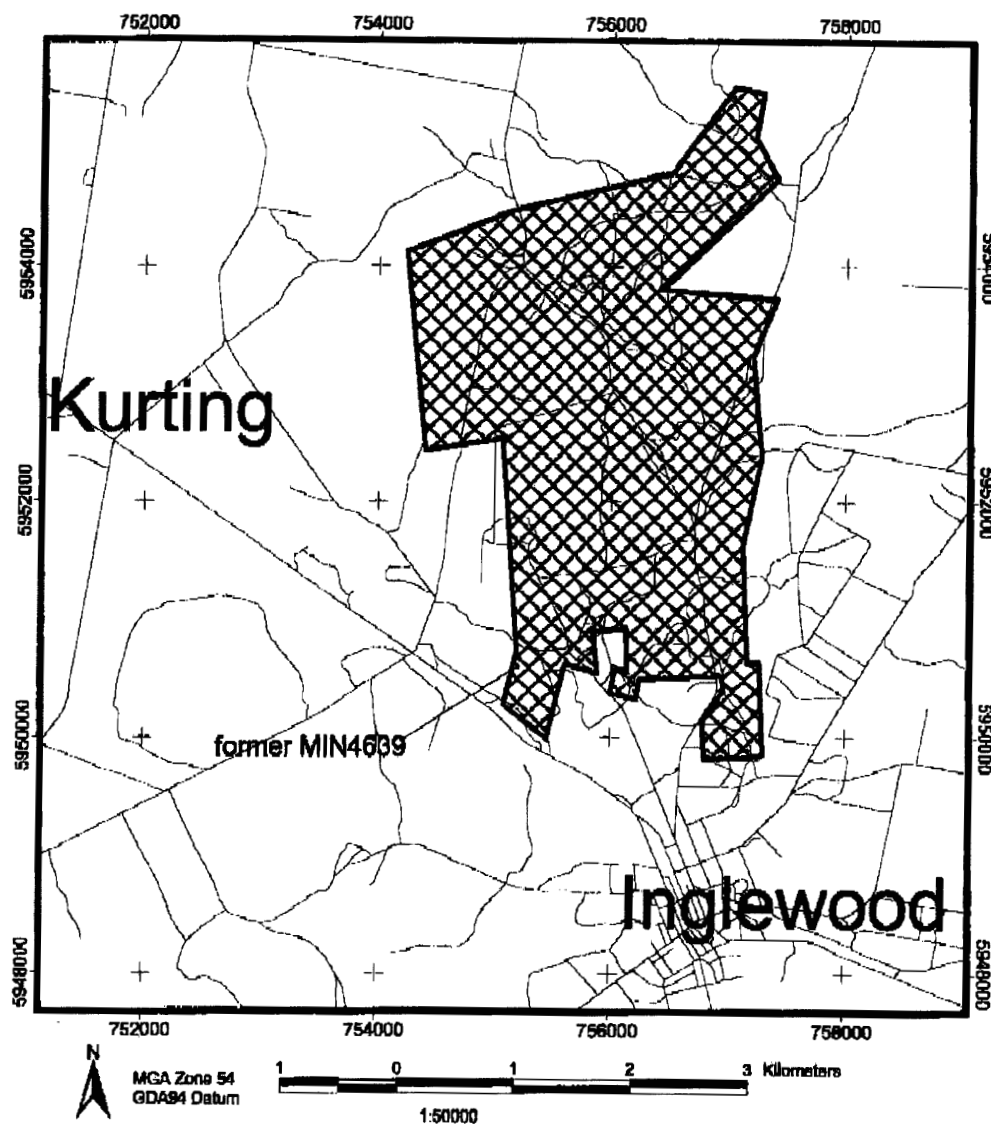 752000 754000 756000 758000
5954000 5954000
Kurting
5952000 5952000
5950000 5950000
former MIN4639
Inglewood
5948000 5948000
752000 754000 756000 758000
N
1 0 1 2 3 Kilometers
MGA Zone 54
GDA94 Datum
1:50000